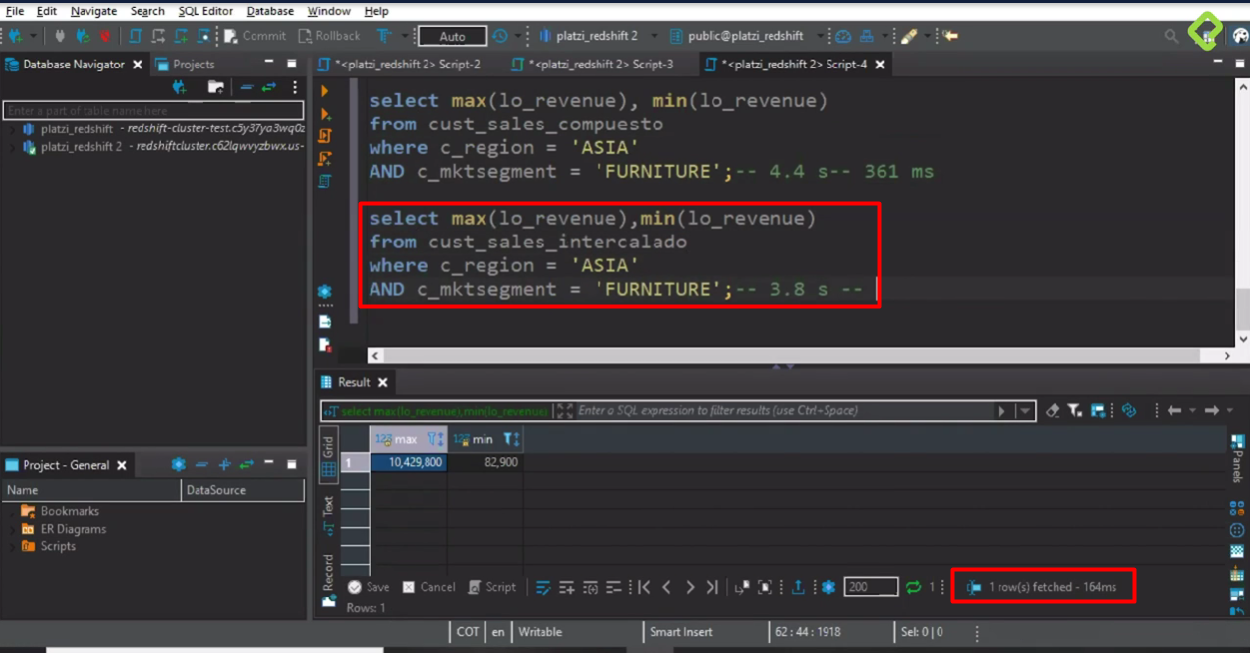 File Edit Navigate Search SQL Editor Database Window Help
Commit Rollback Auto platzi_redshift 2 public@platzi_redshift
Database Navigator Projects
*<platzi_redshift 2> Script-2 *<platzi_redshift 2> Script-3 *<platzi_redshift 2> Script-4
Enter a part of table name here
platzi_redshift - redshift-cluster-test.c5y37ya3wq0z
platzi_redshift 2 - redshiftcluster.c62lqwvyzbwx.us-
select max(lo_revenue), min(lo_revenue)
from cust_sales_compuesto
where c_region = 'ASIA'
AND c_mktsegment = 'FURNITURE';-- 4.4 s-- 361 ms
select max(lo_revenue),min(lo_revenue)
from cust_sales_intercalado
where c_region = 'ASIA'
AND c_mktsegment = 'FURNITURE';-- 3.8 s --
Result
select max(lo_revenue),min(lo_revenue) Enter a SQL expression to filter results (use Ctrl+Space)
Grid
Text
Record
123 max 123 min
1 10,429,800 82,900
Panels
Project - General
Name DataSource
Bookmarks
ER Diagrams
Scripts
Save Cancel Script 200 1 1 row(s) fetched - 164ms
Rows: 1
COT en Writable Smart Insert 62 : 44 : 1918 Sel: 0 | 0